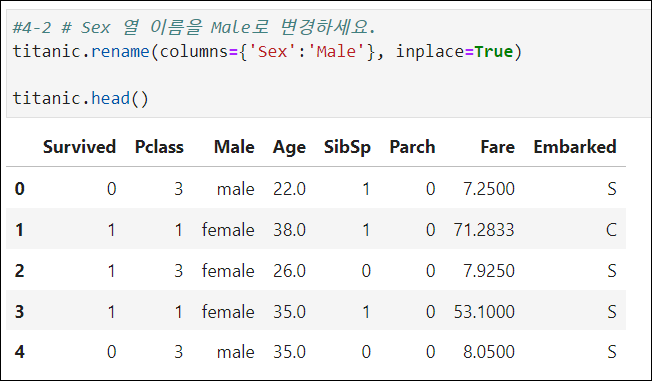 #4-2 # Sex 열 이름을 Male로 변경하세요.
titanic.rename(columns={'Sex':'Male'}, inplace=True)
titanic.head()
Survived Pclass Male Age SibSp Parch Fare Embarked
0 0 3 male 22.0 1 0 7.2500 S
1 1 1 female 38.0 1 0 71.2833 C
2 1 3 female 26.0 0 0 7.9250 S
3 1 1 female 35.0 1 0 53.1000 S
4 0 3 male 35.0 0 0 8.0500 S